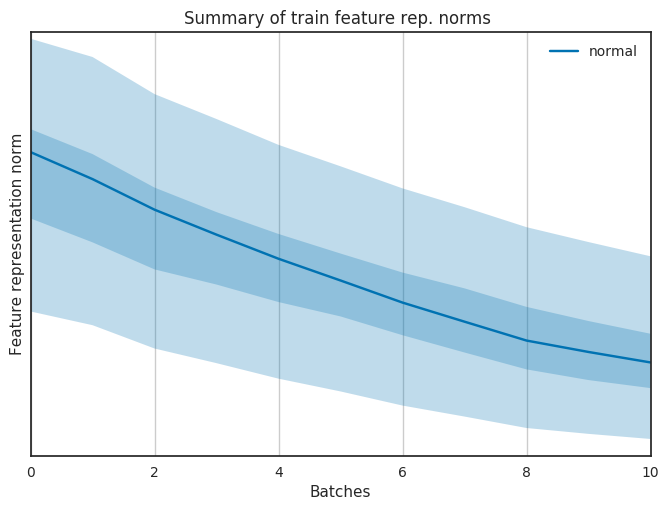 Summary of train feature rep. norms
normal
Feature representation norm
0 2 4 6 8 10
Batches